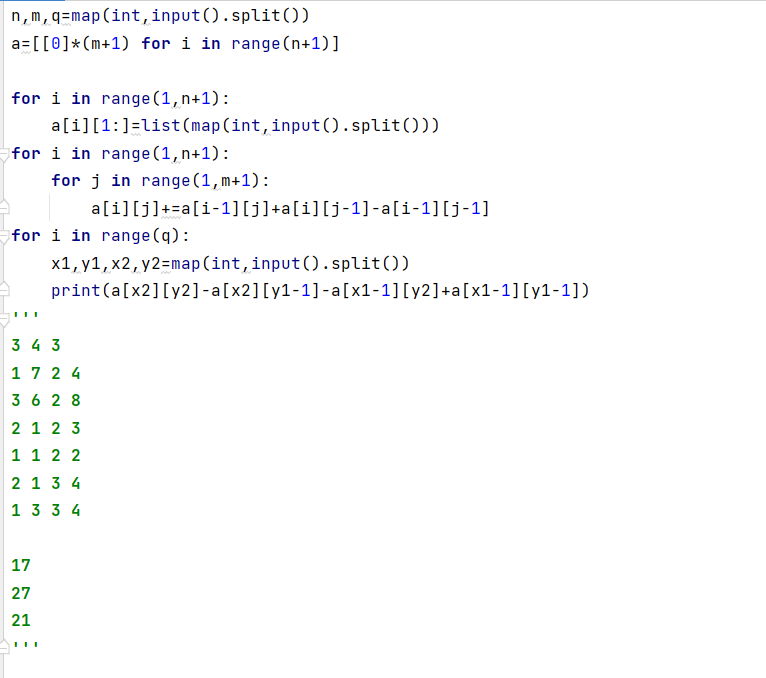 n,m,q=map(int,input().split())
a=[[0]*(m+1) for i in range(n+1)]
for i in range(1,n+1):
    a[i][1:]=list(map(int,input().split()))
for i in range(1,n+1):
    for j in range(1,m+1):
        a[i][j]+=a[i-1][j]+a[i][j-1]-a[i-1][j-1]
for i in range(q):
    x1,y1,x2,y2=map(int,input().split())
    print(a[x2][y2]-a[x2][y1-1]-a[x1-1][y2]+a[x1-1][y1-1])
'''
3 4 3
1 7 2 4
3 6 2 8
2 1 2 3
1 1 2 2
2 1 3 4
1 3 3 4
17
27
21
'''